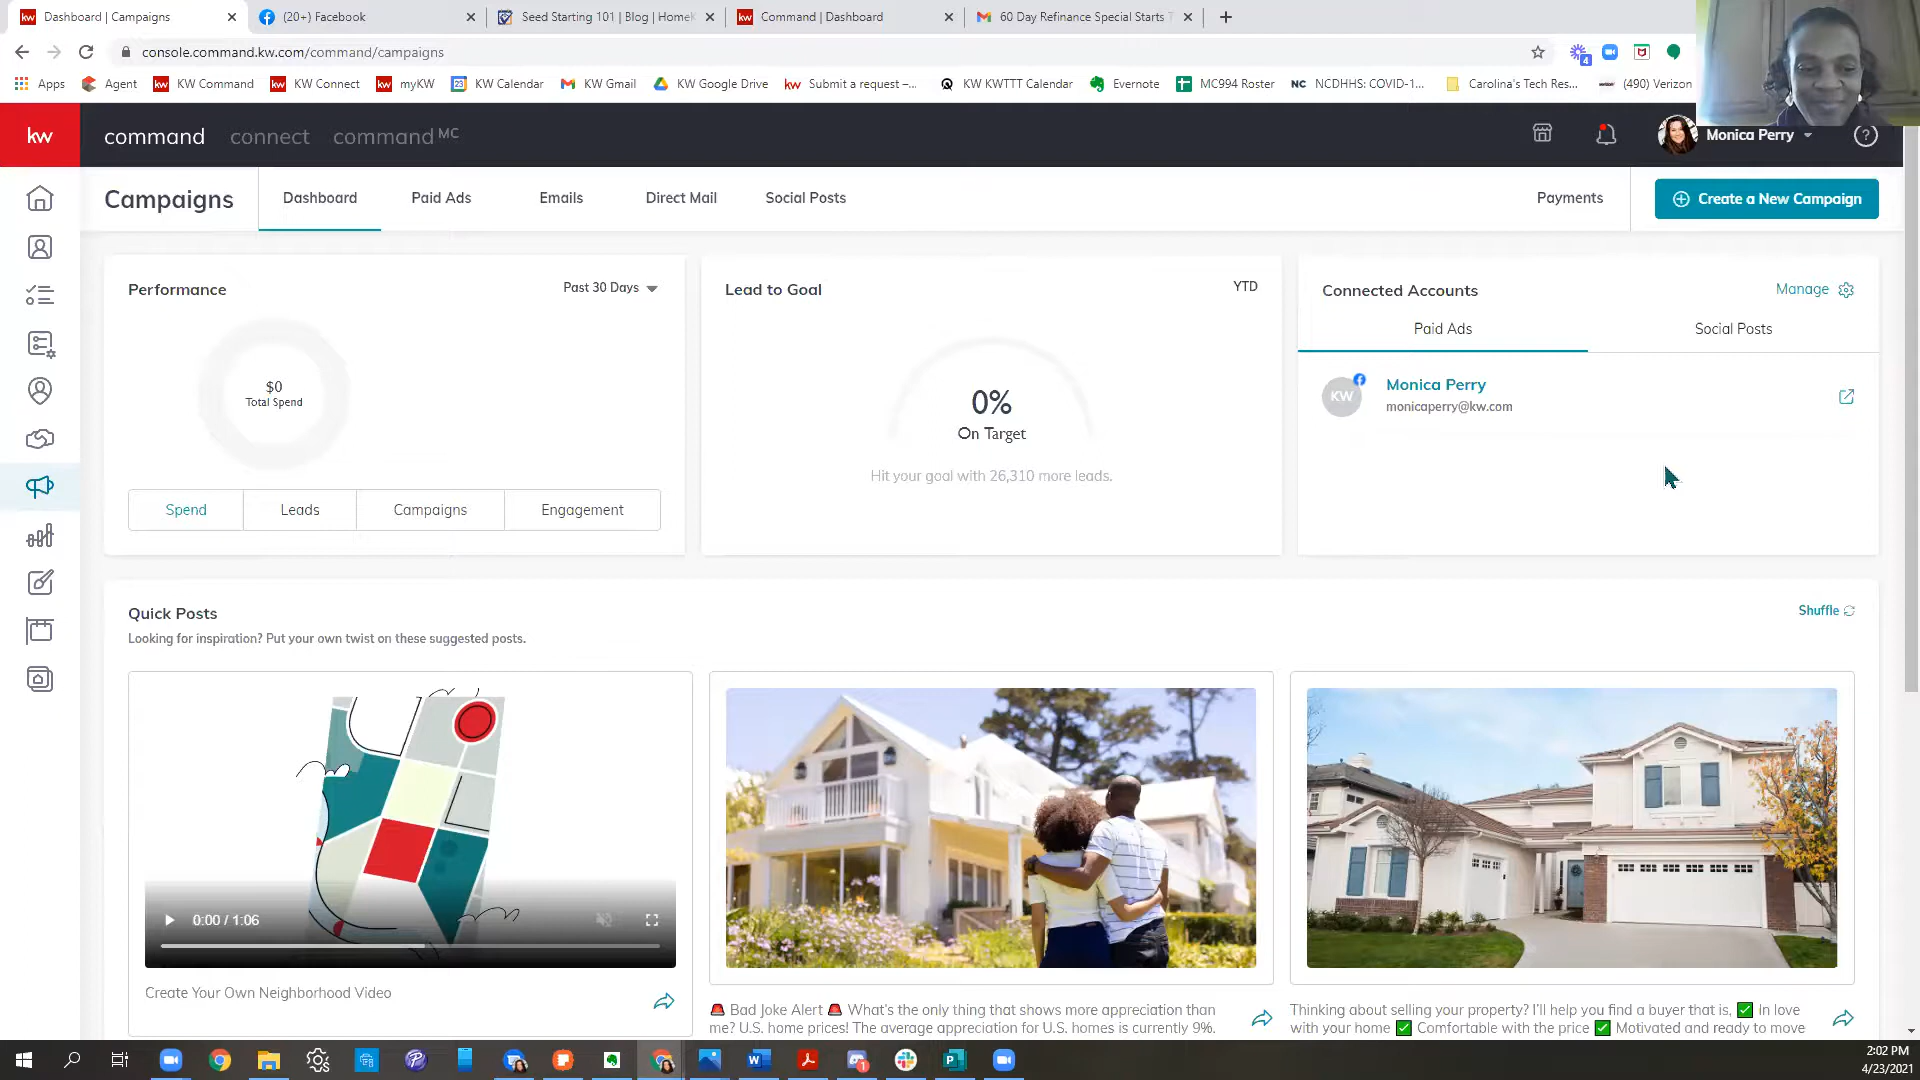 Dashboard | Campaigns
(20+) Facebook
Seed Starting 101 | Blog | Home
Command | Dashboard
60 Day Refinance Special Starts
console.command.kw.com/command/campaigns
4
Apps
Agent
KW Command
KW Connect
myKW
KW Calendar
KW Gmail
KW Google Drive
Submit a request –...
KW KWTTT Calendar
Evernote
MC994 Roster
NC NCDHHS: COVID-1...
Carolina's Tech Res...
(490) Verizon
kw
command
connect
command MC
Monica Perry
Campaigns
Dashboard
Paid Ads
Emails
Direct Mail
Social Posts
Payments
Create a New Campaign
Performance
Past 30 Days
$0
Total Spend
Spend
Leads
Campaigns
Engagement
Lead to Goal
YTD
0%
On Target
Hit your goal with 26,310 more leads.
Connected Accounts
Manage
Paid Ads
Social Posts
KW
Monica Perry
monicaperry@kw.com
Quick Posts
Shuffle
Looking for inspiration? Put your own twist on these suggested posts.
0:00 / 1:06
Create Your Own Neighborhood Video
🚨 Bad Joke Alert 🚨 What's the only thing that shows more appreciation than
me? U.S. home prices! The average appreciation for U.S. homes is currently 9%.
Thinking about selling your property? I'll help you find a buyer that is, ✅ In love
with your home ✅ Comfortable with the price ✅ Motivated and ready to move
2:02 PM
4/23/2021